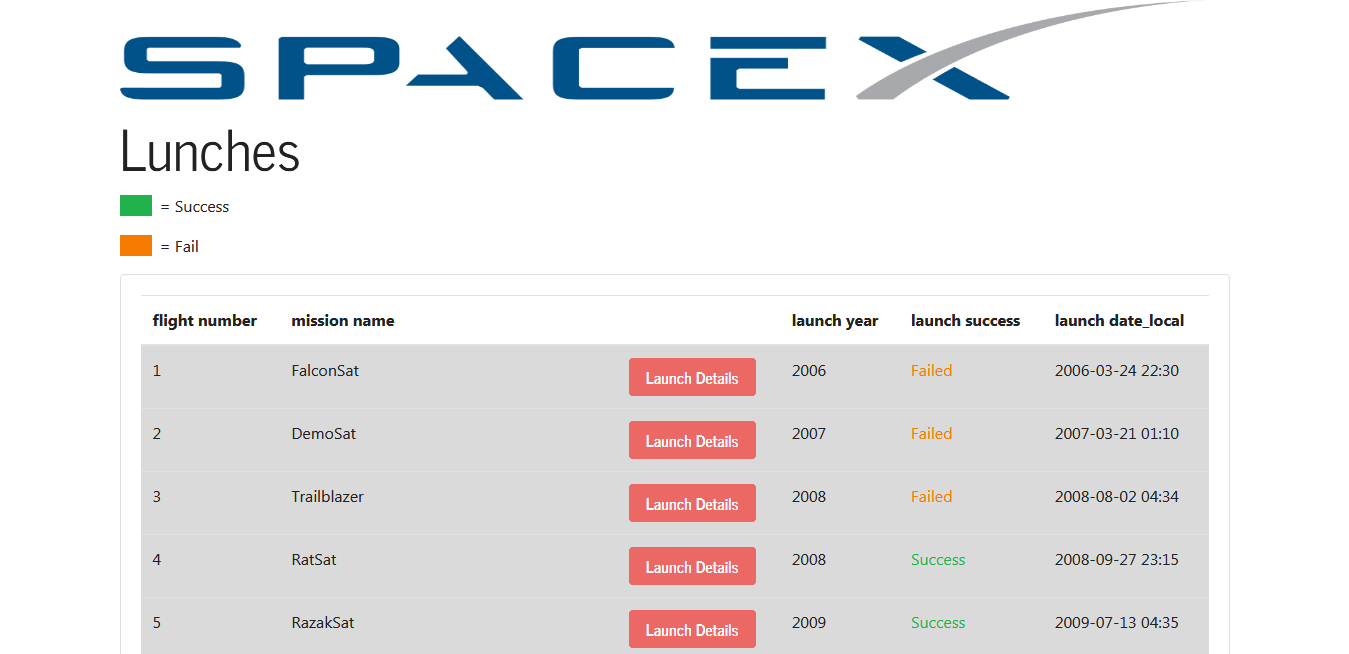 SPACEX
Lunches
= Success
= Fail
flight number mission name launch year launch success launch date_local
1 FalconSat Launch Details 2006 Failed 2006-03-24 22:30
2 DemoSat Launch Details 2007 Failed 2007-03-21 01:10
3 Trailblazer Launch Details 2008 Failed 2008-08-02 04:34
4 RatSat Launch Details 2008 Success 2008-09-27 23:15
5 RazakSat Launch Details 2009 Success 2009-07-13 04:35